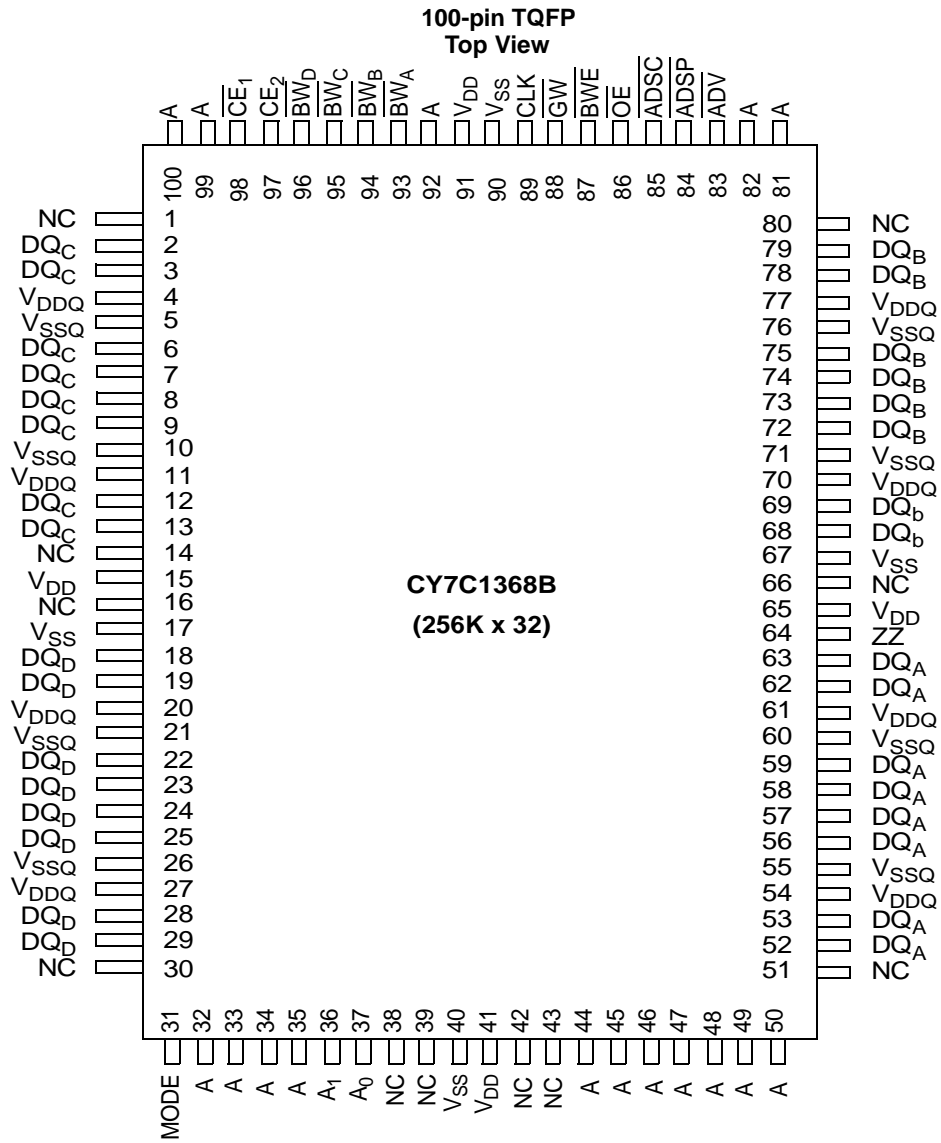 100-pin TQFP
Top View
A A CE1 CE2 BWD BWC BWB BWA A VDD VSS CLK GW BWE OE ADSC ADSP ADV A A
100 99 98 97 96 95 94 93 92 91 90 89 88 87 86 85 84 83 82 81
NC 1 80 NC
DQC 2 79 DQB
DQC 3 78 DQB
VDDQ 4 77 VDDQ
VSSQ 5 76 VSSQ
DQC 6 75 DQB
DQC 7 74 DQB
DQC 8 73 DQB
DQC 9 72 DQB
VSSQ 10 71 VSSQ
VDDQ 11 70 VDDQ
DQC 12 69 DQb
DQC 13 68 DQb
NC 14 67 VSS
VDD 15 66 NC
NC 16 65 VDD
VSS 17 64 ZZ
DQD 18 63 DQA
DQD 19 62 DQA
VDDQ 20 61 VDDQ
VSSQ 21 60 VSSQ
DQD 22 59 DQA
DQD 23 58 DQA
DQD 24 57 DQA
DQD 25 56 DQA
VSSQ 26 55 VSSQ
VDDQ 27 54 VDDQ
DQD 28 53 DQA
DQD 29 52 DQA
NC 30 51 NC
CY7C1368B
(256K x 32)
31 32 33 34 35 36 37 38 39 40 41 42 43 44 45 46 47 48 49 50
MODE A A A A A1 A0 NC NC VSS VDD NC NC A A A A A A A